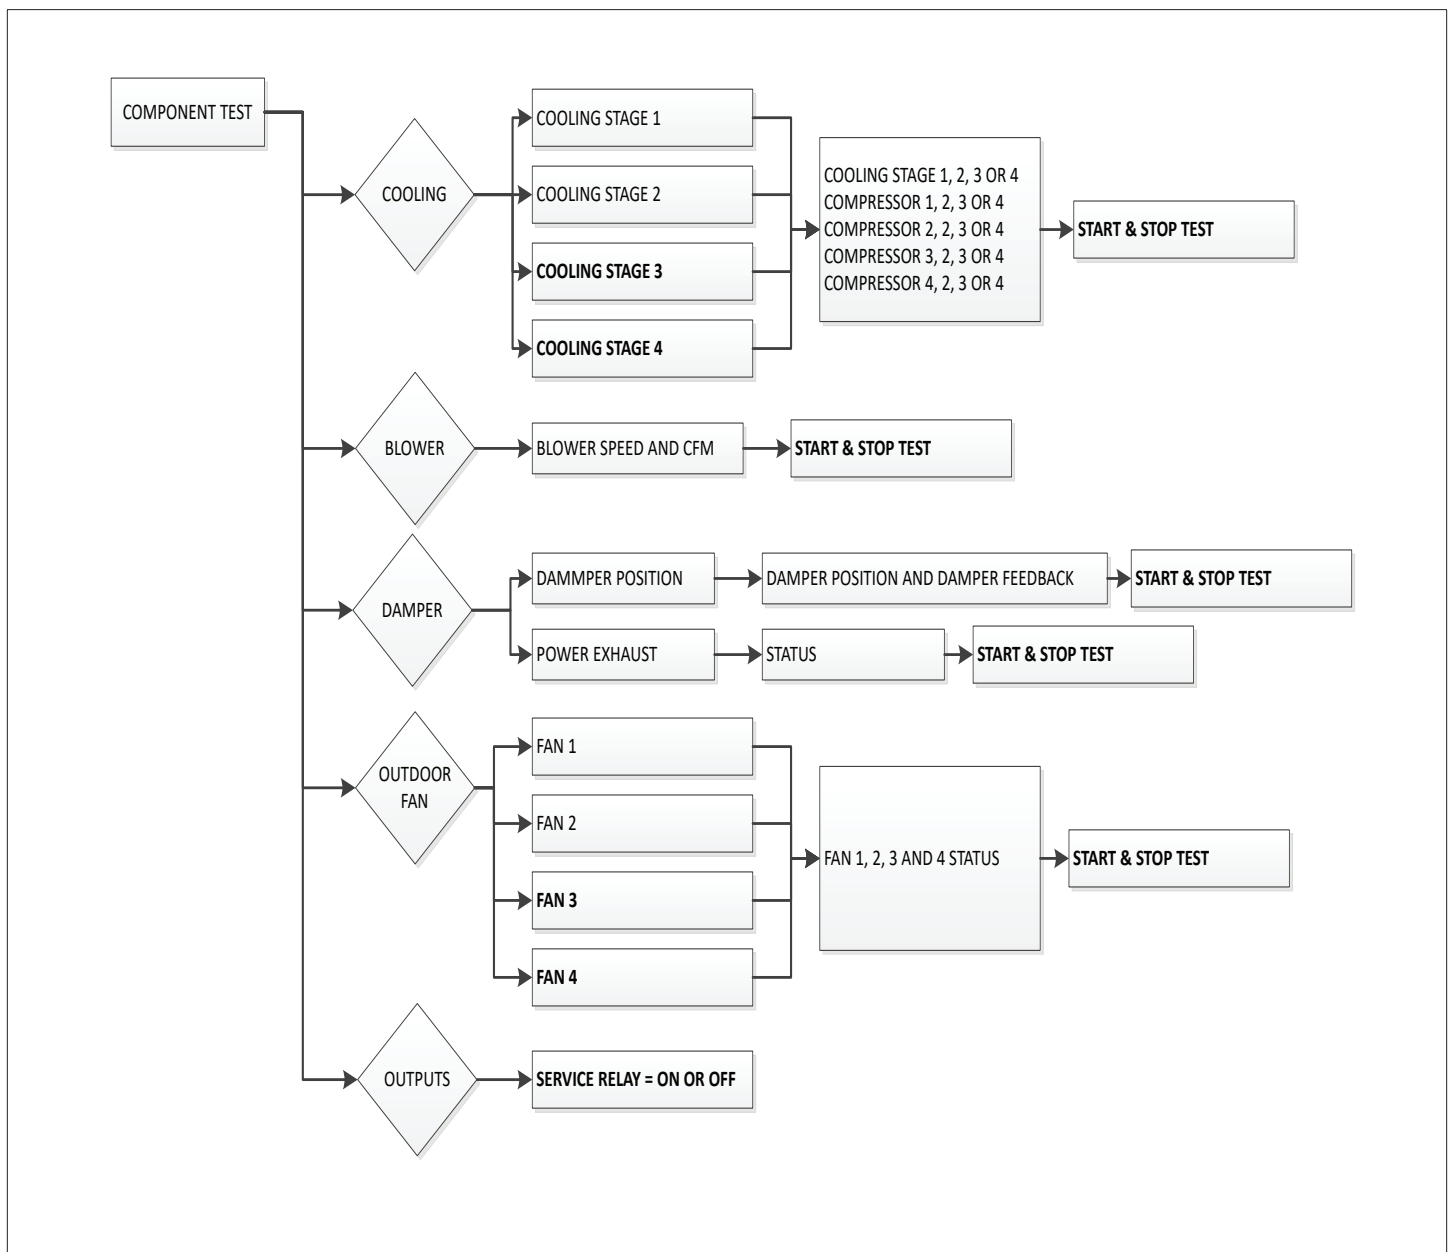 COMPONENT TEST
COOLING
COOLING STAGE 1
COOLING STAGE 2
COOLING STAGE 3
COOLING STAGE 4
COOLING STAGE 1, 2, 3 OR 4
COMPRESSOR 1, 2, 3 OR 4
COMPRESSOR 2, 2, 3 OR 4
COMPRESSOR 3, 2, 3 OR 4
COMPRESSOR 4, 2, 3 OR 4
START & STOP TEST
BLOWER
BLOWER SPEED AND CFM
START & STOP TEST
DAMPER
DAMMPER POSITION
DAMPER POSITION AND DAMPER FEEDBACK
START & STOP TEST
POWER EXHAUST
STATUS
START & STOP TEST
OUTDOOR
FAN
FAN 1
FAN 2
FAN 3
FAN 4
FAN 1, 2, 3 AND 4 STATUS
START & STOP TEST
OUTPUTS
SERVICE RELAY = ON OR OFF